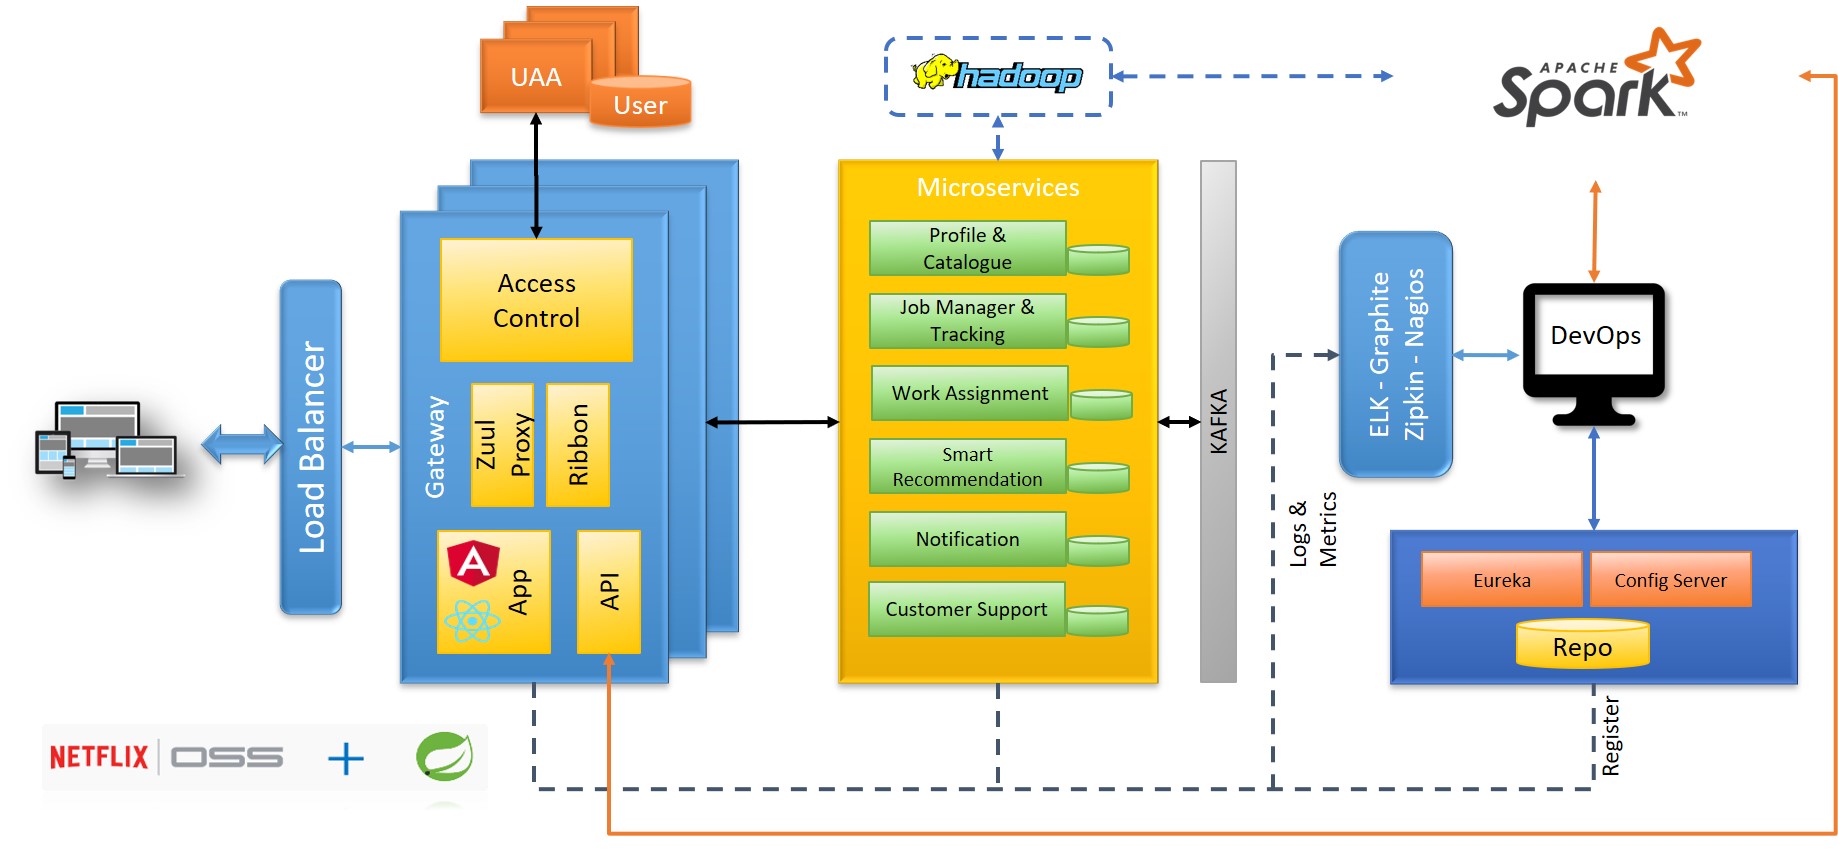 UAA
User
hadoop
APACHE
Spark™
Microservices
Profile &
Catalogue
Job Manager &
Tracking
Work Assignment
Smart
Recommendation
Notification
Customer Support
KAFKA
Access
Control
Gateway
Zuul
Proxy
Ribbon
A
App
API
Load Balancer
ELK - Graphite
Zipkin - Nagios
DevOps
Logs &
Metrics
Eureka
Config Server
Repo
Register
NETFLIX | OSS +